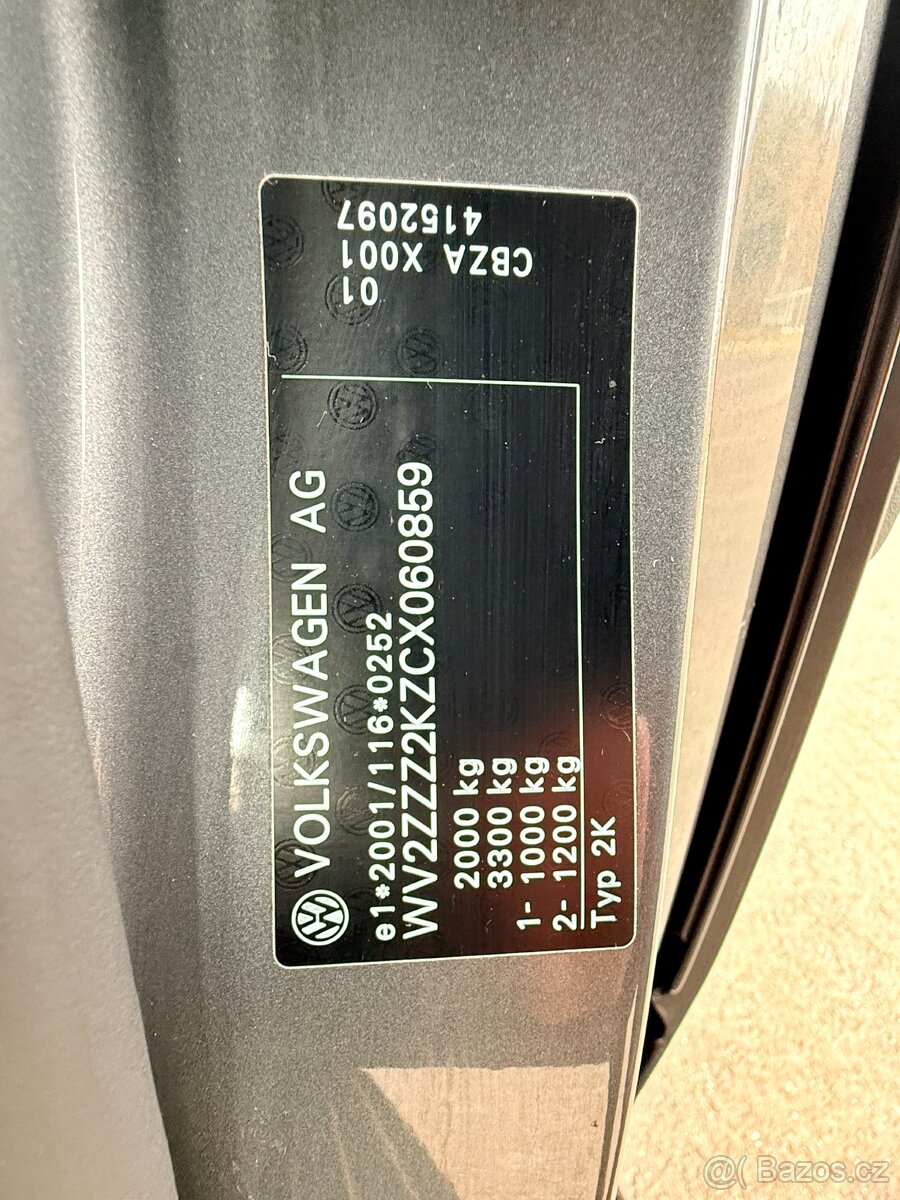 VOLKSWAGEN AG
e1*2001/116*0252
WV2ZZZ2KZCX060859
2000 kg
3300 kg
1- 1000 kg
2- 1200 kg
Typ 2K
4152097
CBZA X001
01
@( Bazos.cz